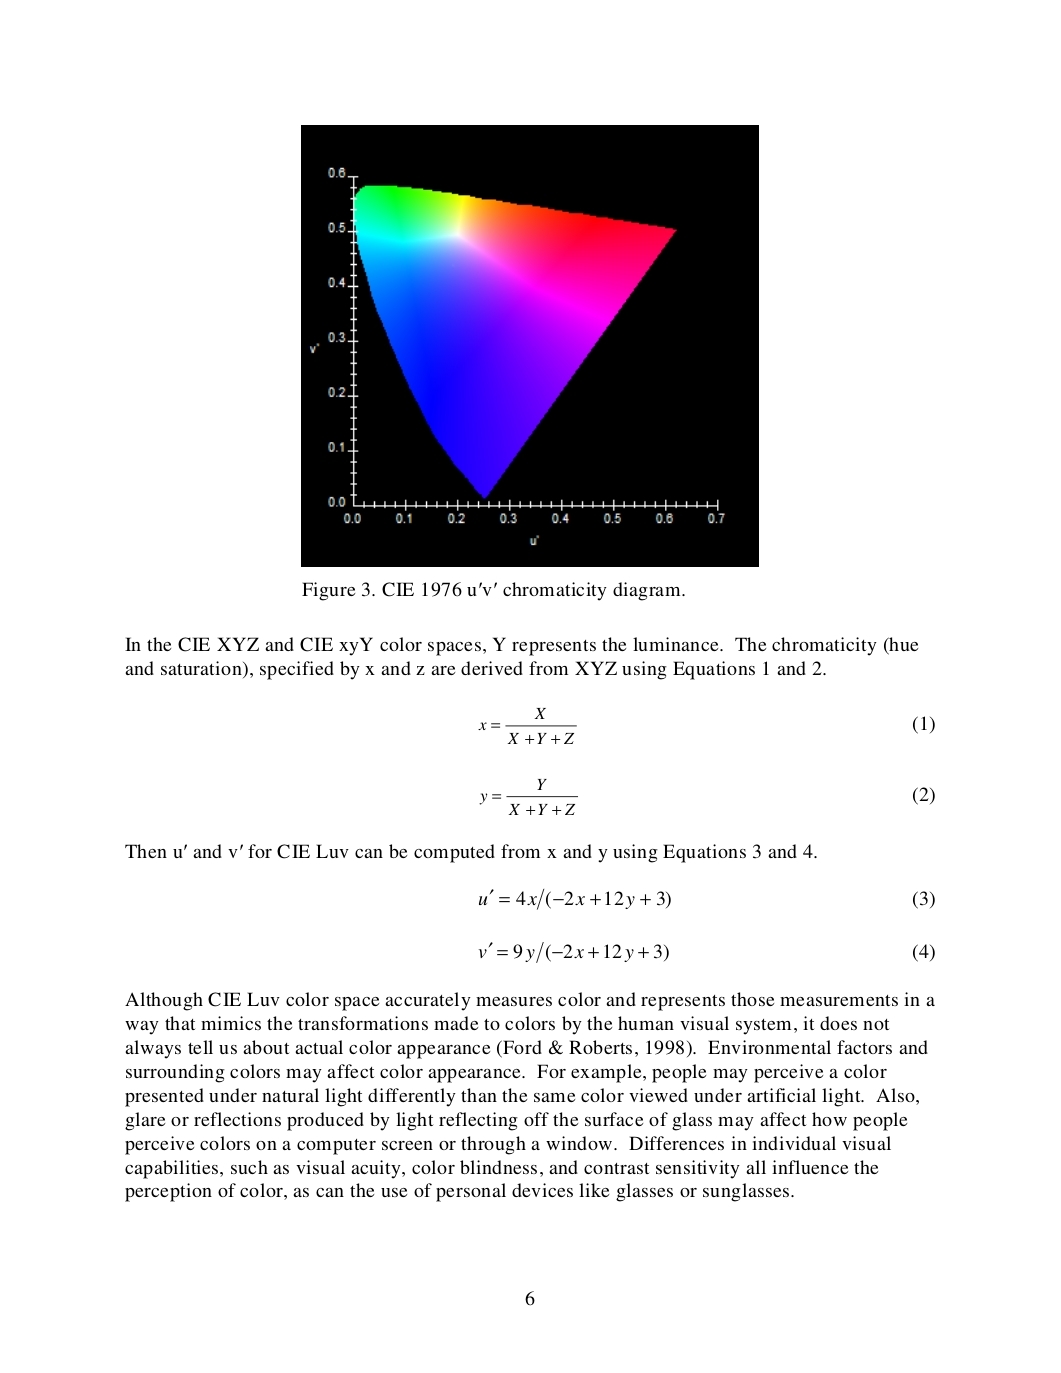 0.6
0.5
0.4
0.3
v'
0.2
0.1
0.0
0.0 0.1 0.2 0.3 0.4 0.5 0.6 0.7
u'
Figure 3. CIE 1976 u′v′ chromaticity diagram.
In the CIE XYZ and CIE xyY color spaces, Y represents the luminance. The chromaticity (hue
and saturation), specified by x and z are derived from XYZ using Equations 1 and 2.
x = X / (X + Y + Z) (1)
y = Y / (X + Y + Z) (2)
Then u′ and v′ for CIE Luv can be computed from x and y using Equations 3 and 4.
u′ = 4x/(−2x + 12y + 3) (3)
v′ = 9y/(−2x + 12y + 3) (4)
Although CIE Luv color space accurately measures color and represents those measurements in a
way that mimics the transformations made to colors by the human visual system, it does not
always tell us about actual color appearance (Ford & Roberts, 1998). Environmental factors and
surrounding colors may affect color appearance. For example, people may perceive a color
presented under natural light differently than the same color viewed under artificial light. Also,
glare or reflections produced by light reflecting off the surface of glass may affect how people
perceive colors on a computer screen or through a window. Differences in individual visual
capabilities, such as visual acuity, color blindness, and contrast sensitivity all influence the
perception of color, as can the use of personal devices like glasses or sunglasses.
6